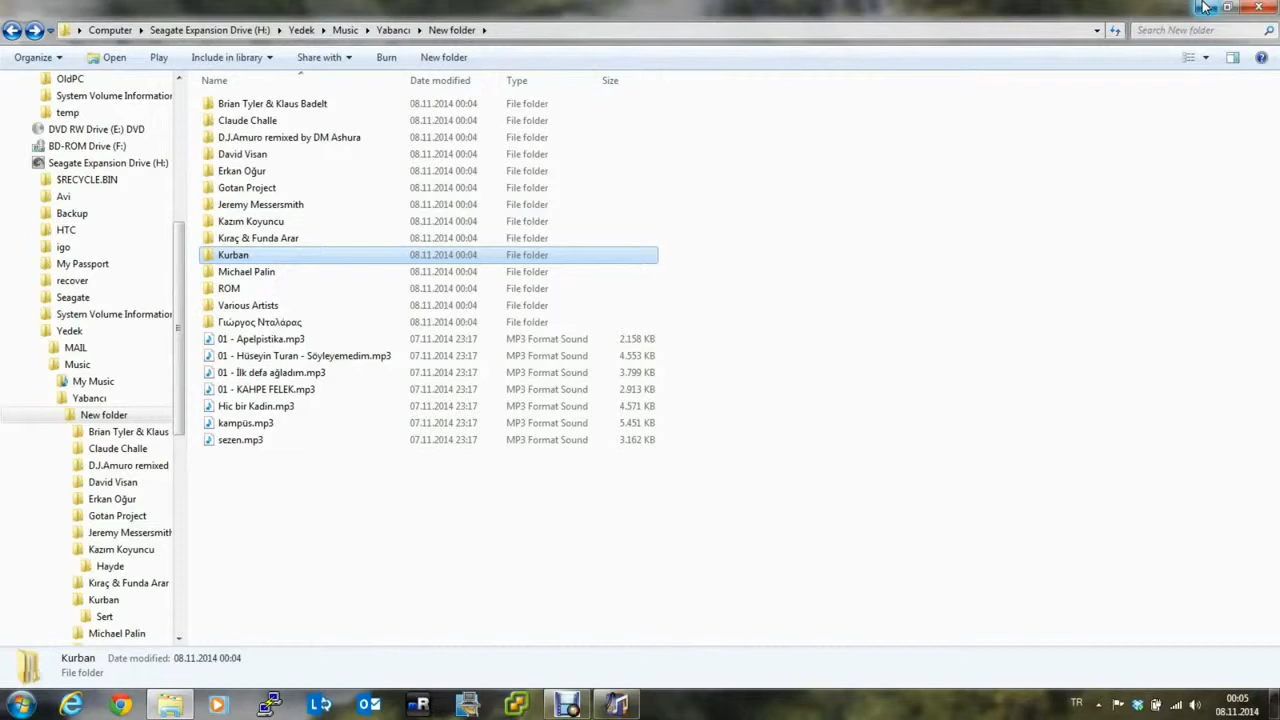 Computer Seagate Expansion Drive (H:) Yedek Music Yabancı New folder
Search New folder
Organize Open Play Include in library Share with Burn New folder
OldPC
System Volume Informatior
temp
DVD RW Drive (E:) DVD
BD-ROM Drive (F:)
Seagate Expansion Drive (H:)
$RECYCLE.BIN
Avi
Backup
HTC
igo
My Passport
recover
Seagate
System Volume Informatior
Yedek
MAIL
Music
My Music
Yabancı
New folder
Brian Tyler & Klaus
Claude Challe
D.J.Amuro remixed
David Visan
Erkan Oğur
Gotan Project
Jeremy Messersmith
Kazım Koyuncu
Hayde
Kıraç & Funda Arar
Kurban
Sert
Michael Palin
Name Date modified Type Size
Brian Tyler & Klaus Badelt 08.11.2014 00:04 File folder
Claude Challe 08.11.2014 00:04 File folder
D.J.Amuro remixed by DM Ashura 08.11.2014 00:04 File folder
David Visan 08.11.2014 00:04 File folder
Erkan Oğur 08.11.2014 00:04 File folder
Gotan Project 08.11.2014 00:04 File folder
Jeremy Messersmith 08.11.2014 00:04 File folder
Kazım Koyuncu 08.11.2014 00:04 File folder
Kıraç & Funda Arar 08.11.2014 00:04 File folder
Kurban 08.11.2014 00:04 File folder
Michael Palin 08.11.2014 00:04 File folder
ROM 08.11.2014 00:04 File folder
Various Artists 08.11.2014 00:04 File folder
Γιώργος Νταλάρας 08.11.2014 00:04 File folder
01 - Apelpistika.mp3 07.11.2014 23:17 MP3 Format Sound 2.158 KB
01 - Hüseyin Turan - Söyleyemedim.mp3 07.11.2014 23:17 MP3 Format Sound 4.553 KB
01 - İlk defa ağladım.mp3 07.11.2014 23:17 MP3 Format Sound 3.799 KB
01 - KAHPE FELEK.mp3 07.11.2014 23:17 MP3 Format Sound 2.913 KB
Hic bir Kadin.mp3 07.11.2014 23:17 MP3 Format Sound 4.571 KB
kampüs.mp3 07.11.2014 23:17 MP3 Format Sound 5.451 KB
sezen.mp3 07.11.2014 23:17 MP3 Format Sound 3.162 KB
Kurban Date modified: 08.11.2014 00:04
File folder
TR
00:05
08.11.2014